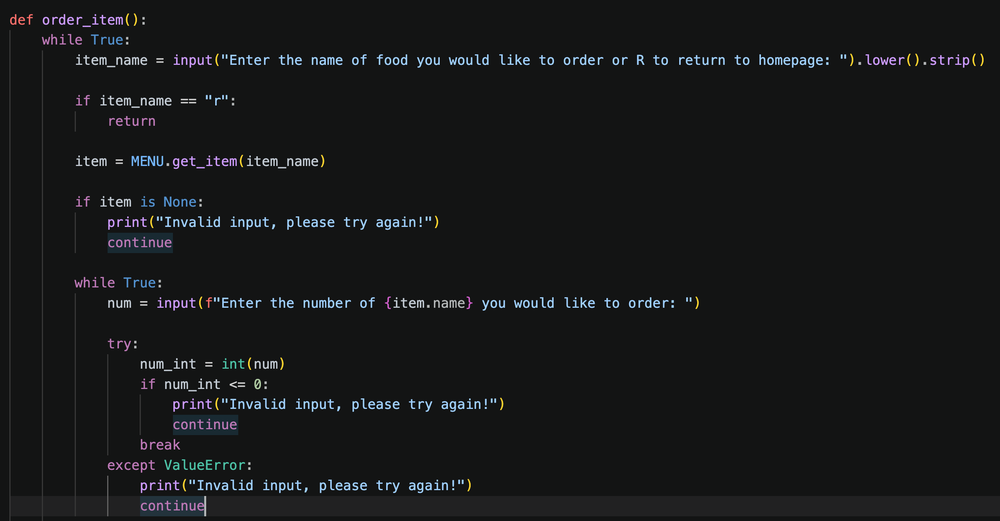 def order_item():
    while True:
        item_name = input("Enter the name of food you would like to order or R to return to homepage: ").lower().strip()
        if item_name == "r":
            return
        item = MENU.get_item(item_name)
        if item is None:
            print("Invalid input, please try again!")
            continue
        while True:
            num = input(f"Enter the number of {item.name} you would like to order: ")
            try:
                num_int = int(num)
                if num_int <= 0:
                    print("Invalid input, please try again!")
                    continue
                break
            except ValueError:
                print("Invalid input, please try again!")
                continue